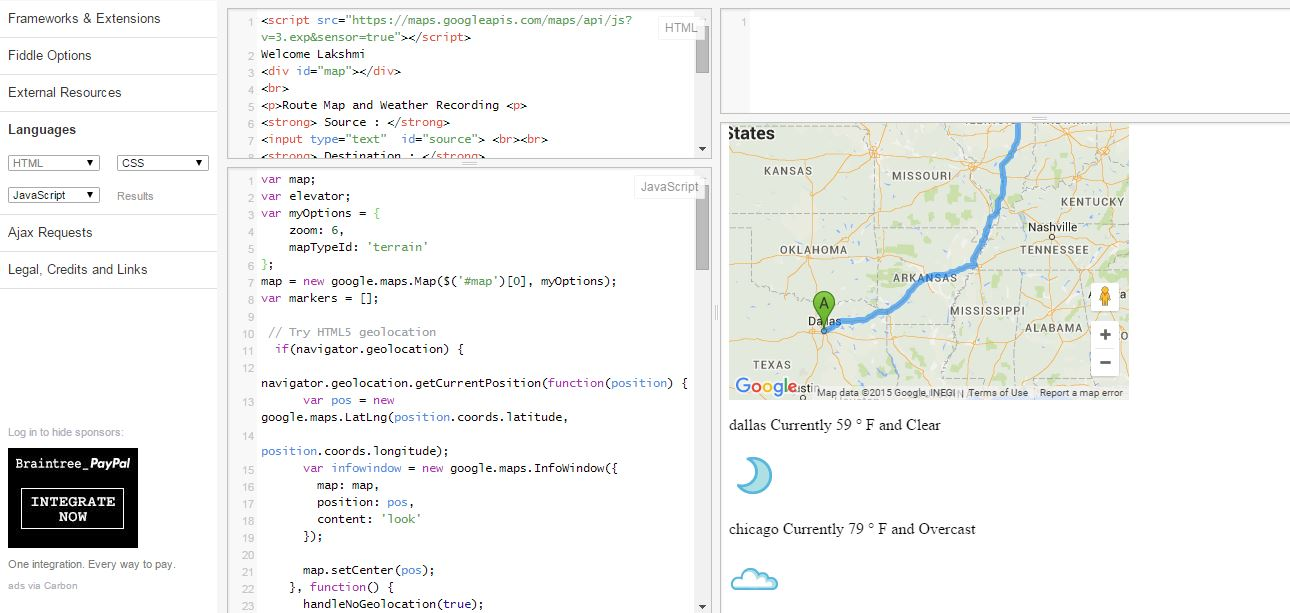 Frameworks & Extensions
Fiddle Options
External Resources
Languages
HTML ▼ CSS ▼
JavaScript ▼ Results
Ajax Requests
Legal, Credits and Links
Log in to hide sponsors:
Braintree_PayPal
INTEGRATE
NOW
One integration. Every way to pay.
ads via Carbon
HTML
1 <script src="https://maps.googleapis.com/maps/api/js?
v=3.exp&sensor=true"></script>
2 Welcome Lakshmi
3 <div id="map"></div>
4 <br>
5 <p>Route Map and Weather Recording <p>
6 <strong> Source : </strong>
7 <input type="text"  id="source"> <br><br>
8 <strong> Destination : </strong>
JavaScript
1 var map;
2 var elevator;
3 var myOptions = {
4     zoom: 6,
5     mapTypeId: 'terrain'
6 };
7 map = new google.maps.Map($('#map')[0], myOptions);
8 var markers = [];
9
10  // Try HTML5 geolocation
11   if(navigator.geolocation) {
12
navigator.geolocation.getCurrentPosition(function(position) {
13       var pos = new
google.maps.LatLng(position.coords.latitude,
14
position.coords.longitude);
15       var infowindow = new google.maps.InfoWindow({
16         map: map,
17         position: pos,
18         content: 'look'
19       });
20
21       map.setCenter(pos);
22     }, function() {
23       handleNoGeolocation(true);
1
States
KANSAS
MISSOURI
KENTUCKY
Nashville
TENNESSEE
OKLAHOMA
ARKANSAS
A
Dallas
MISSISSIPPI
ALABAMA
TEXAS
+
−
Google
Map data ©2015 Google, INEGI | Terms of Use Report a map error
dallas Currently 59 ° F and Clear
chicago Currently 79 ° F and Overcast